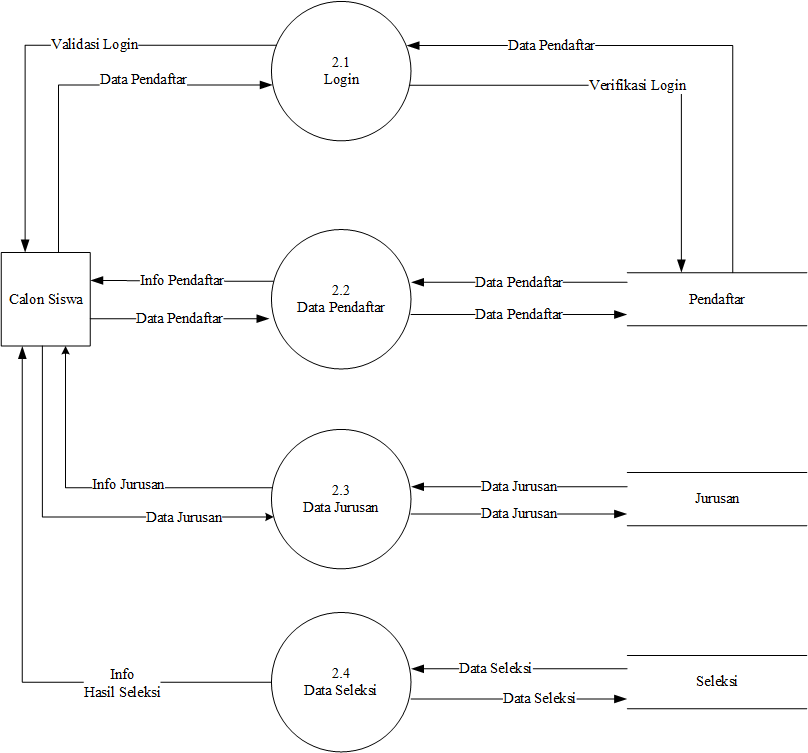 Validasi Login
Data Pendaftar
2.1
Login
Data Pendaftar
Verifikasi Login
Calon Siswa
Info Pendaftar
Data Pendaftar
2.2
Data Pendaftar
Data Pendaftar
Data Pendaftar
Pendaftar
Info Jurusan
Data Jurusan
2.3
Data Jurusan
Data Jurusan
Data Jurusan
Jurusan
Info
Hasil Seleksi
2.4
Data Seleksi
Data Seleksi
Data Seleksi
Seleksi